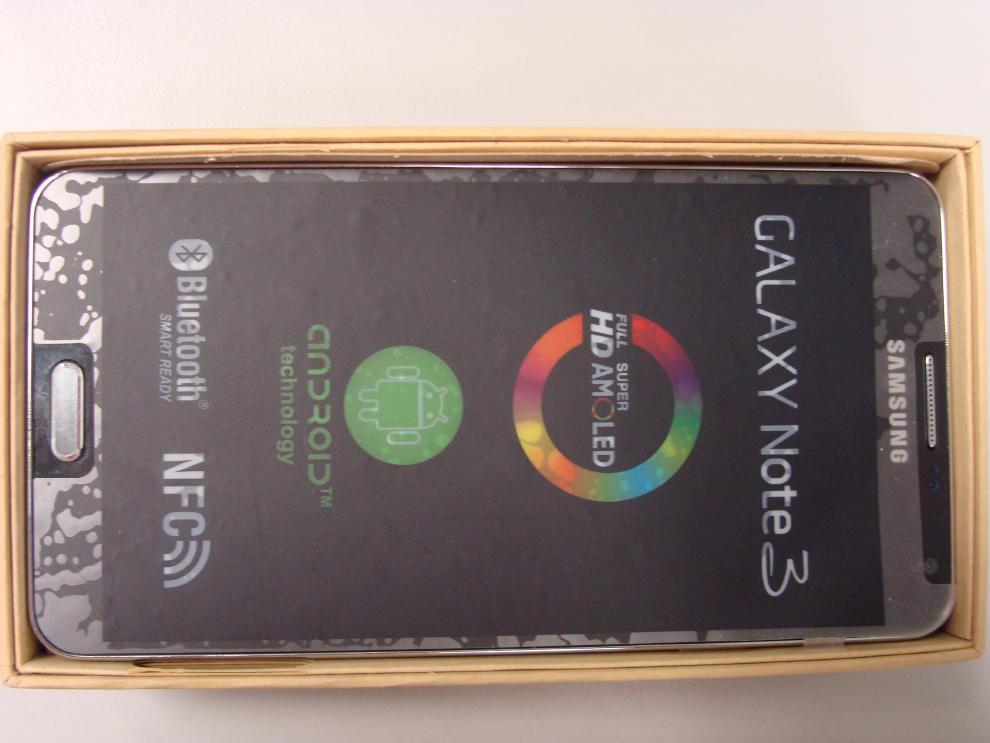 SAMSUNG
GALAXY Note 3
FULL SUPER
HD AMOLED
ANDROID™
technology
Bluetooth®
SMART READY
NFC